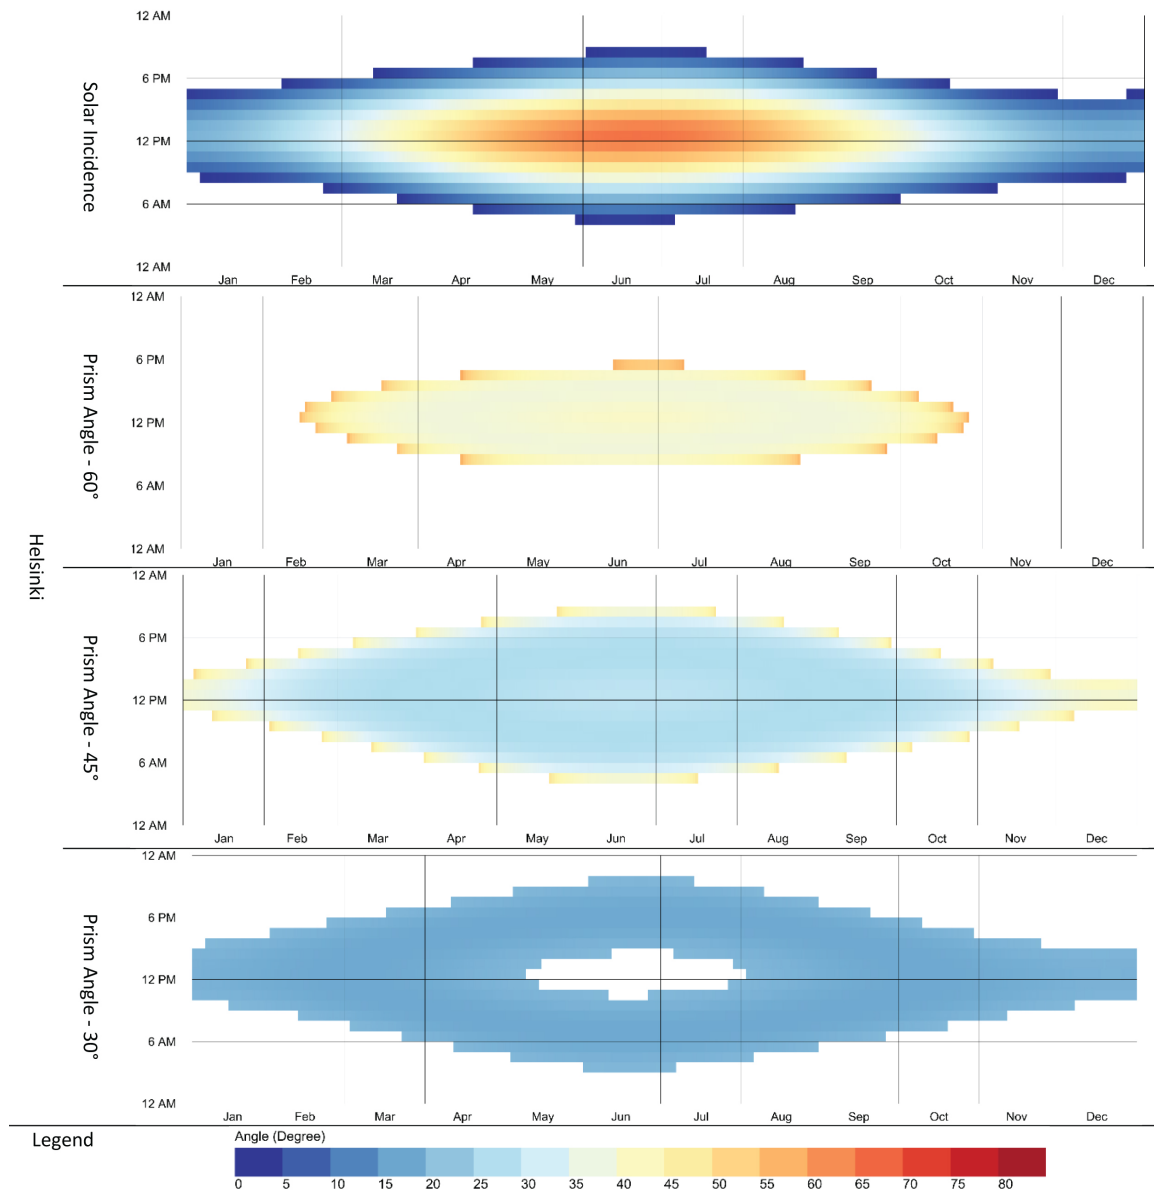 Helsinki
Solar Incidence
12 AM
6 PM
12 PM
6 AM
12 AM
Jan Feb Mar Apr May Jun Jul Aug Sep Oct Nov Dec
Prism Angle - 60°
12 AM
6 PM
12 PM
6 AM
12 AM
Jan Feb Mar Apr May Jun Jul Aug Sep Oct Nov Dec
Prism Angle - 45°
12 AM
6 PM
12 PM
6 AM
12 AM
Jan Feb Mar Apr May Jun Jul Aug Sep Oct Nov Dec
Prism Angle - 30°
12 AM
6 PM
12 PM
6 AM
12 AM
Jan Feb Mar Apr May Jun Jul Aug Sep Oct Nov Dec
Legend
Angle (Degree)
0 5 10 15 20 25 30 35 40 45 50 55 60 65 70 75 80